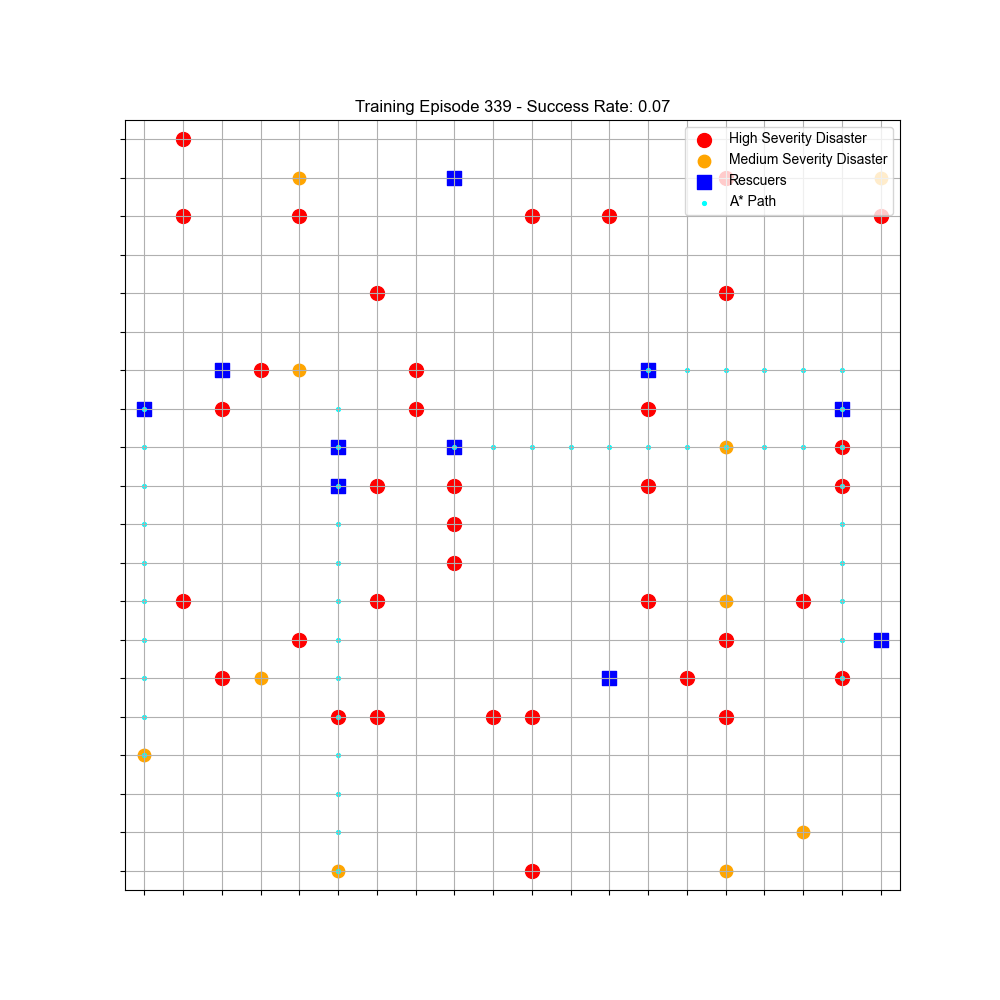 Training Episode 339 - Success Rate: 0.07
High Severity Disaster
Medium Severity Disaster
Rescuers
A* Path